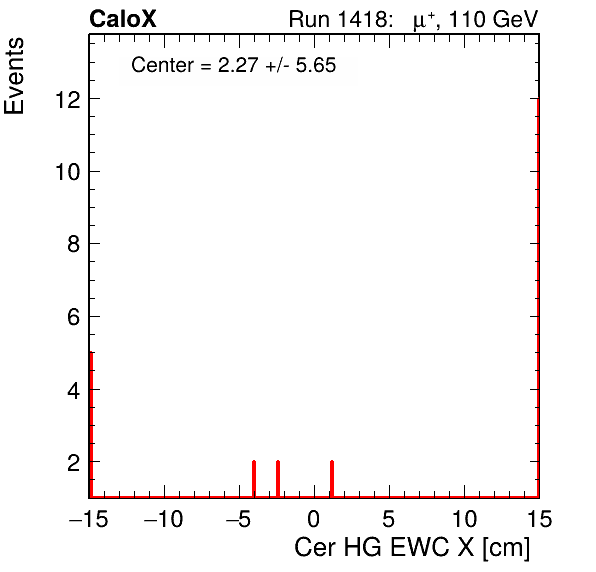 CaloX Run 1418: μ⁺, 110 GeV
Center = 2.27 +/- 5.65
Events
12
10
8
6
4
2
−15 −10 −5 0 5 10 15
Cer HG EWC X [cm]